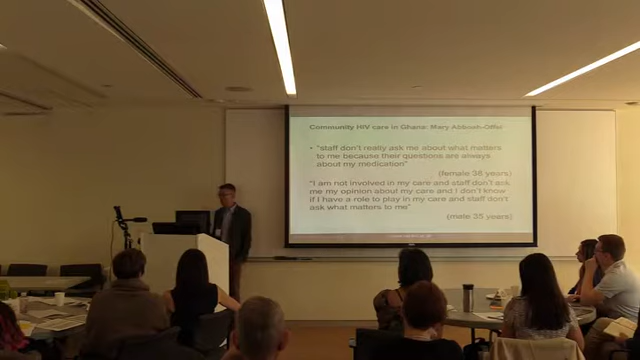 Community HIV care in Ghana: Mary Abboah-Offei
• "staff don't really ask me about what matters
to me because their questions are always
about my medication"
(female 38 years)
"I am not involved in my care and staff don't ask
me my opinion about my care and I don't know
if I have a role to play in my care and staff don't
ask what matters to me"
(male 35 years)